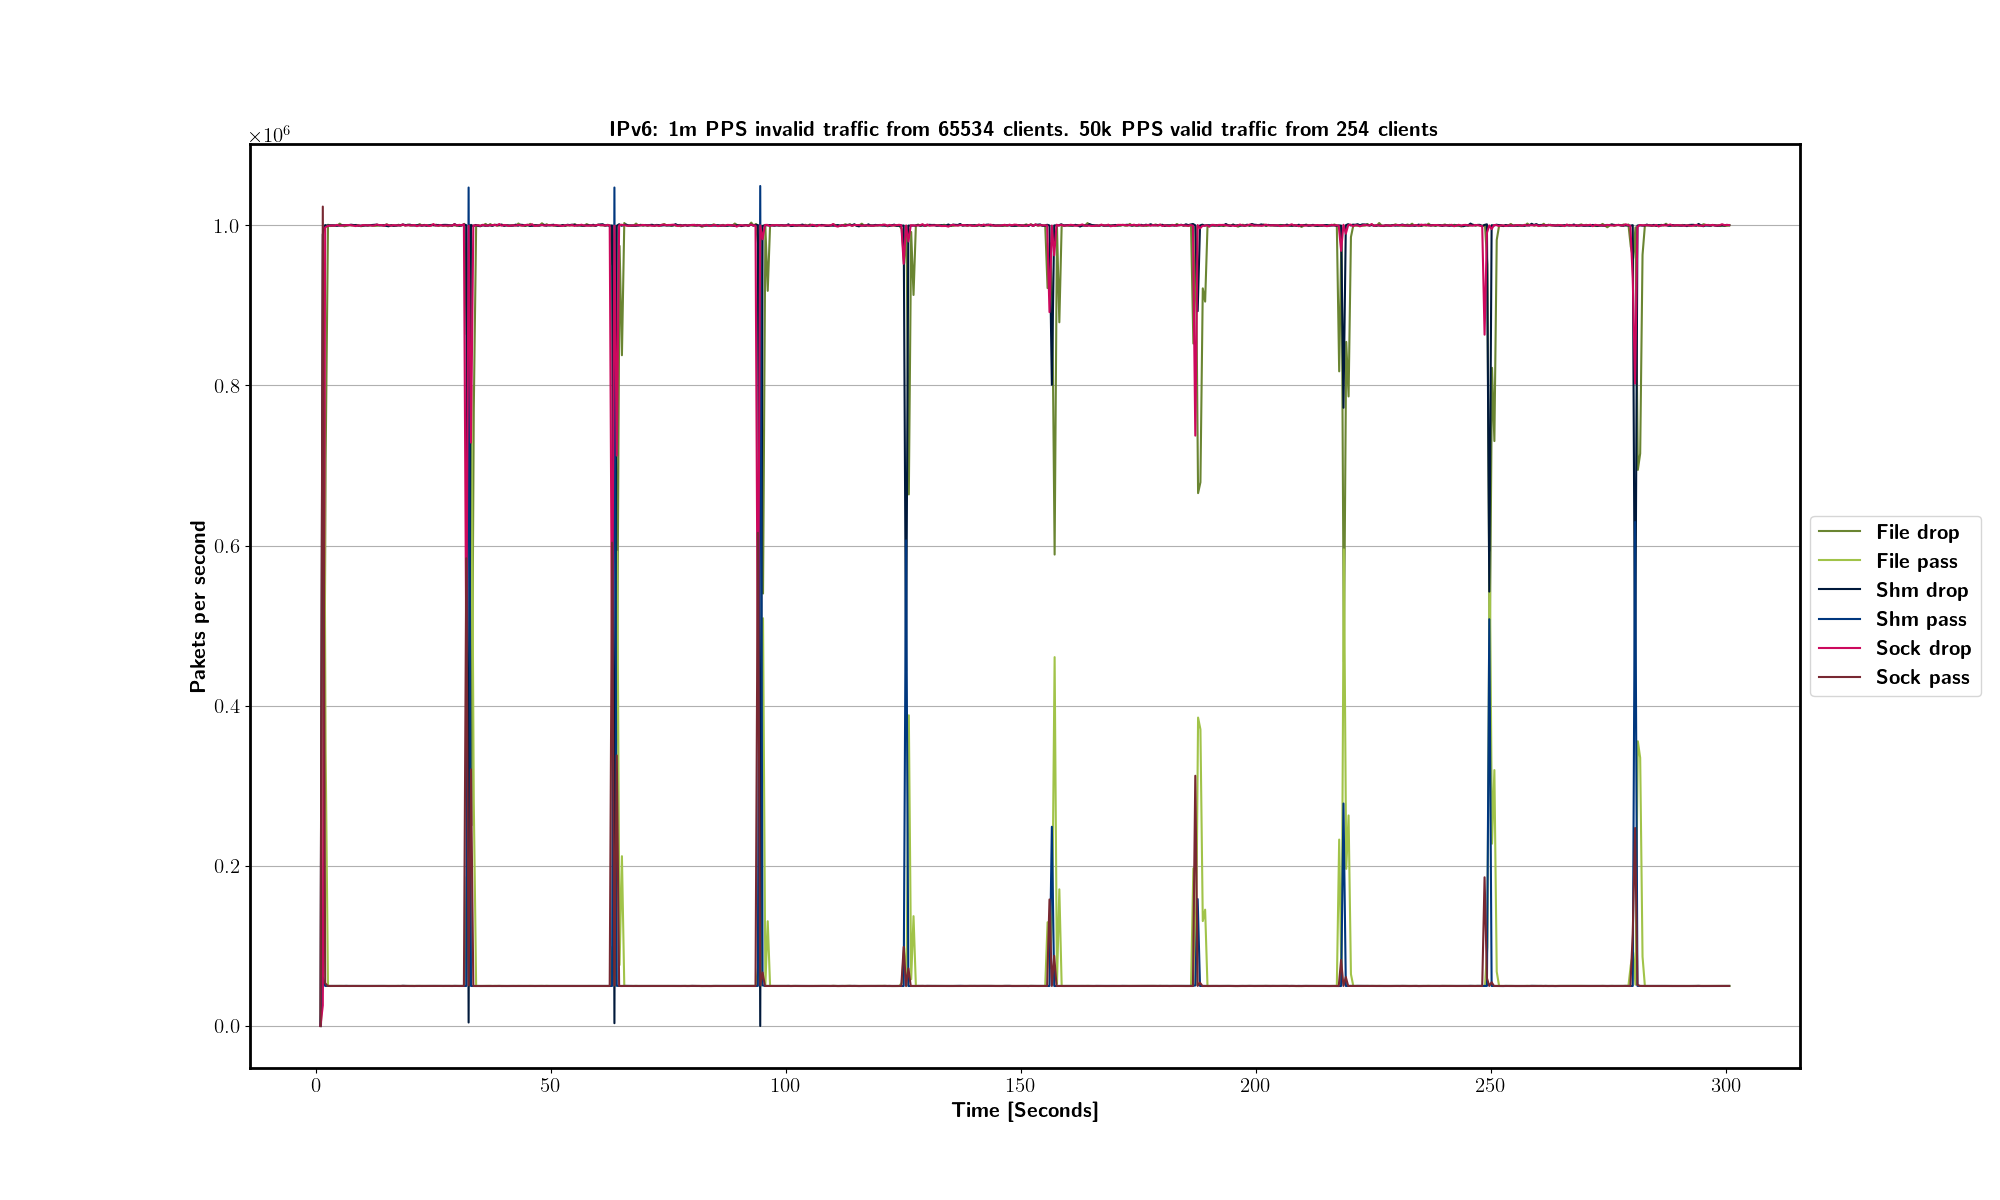 IPv6: 1m PPS invalid traffic from 65534 clients. 50k PPS valid traffic from 254 clients
×10⁶
1.0
0.8
0.6
0.4
0.2
0.0
Pakets per second
0 50 100 150 200 250 300
Time [Seconds]
File drop
File pass
Shm drop
Shm pass
Sock drop
Sock pass